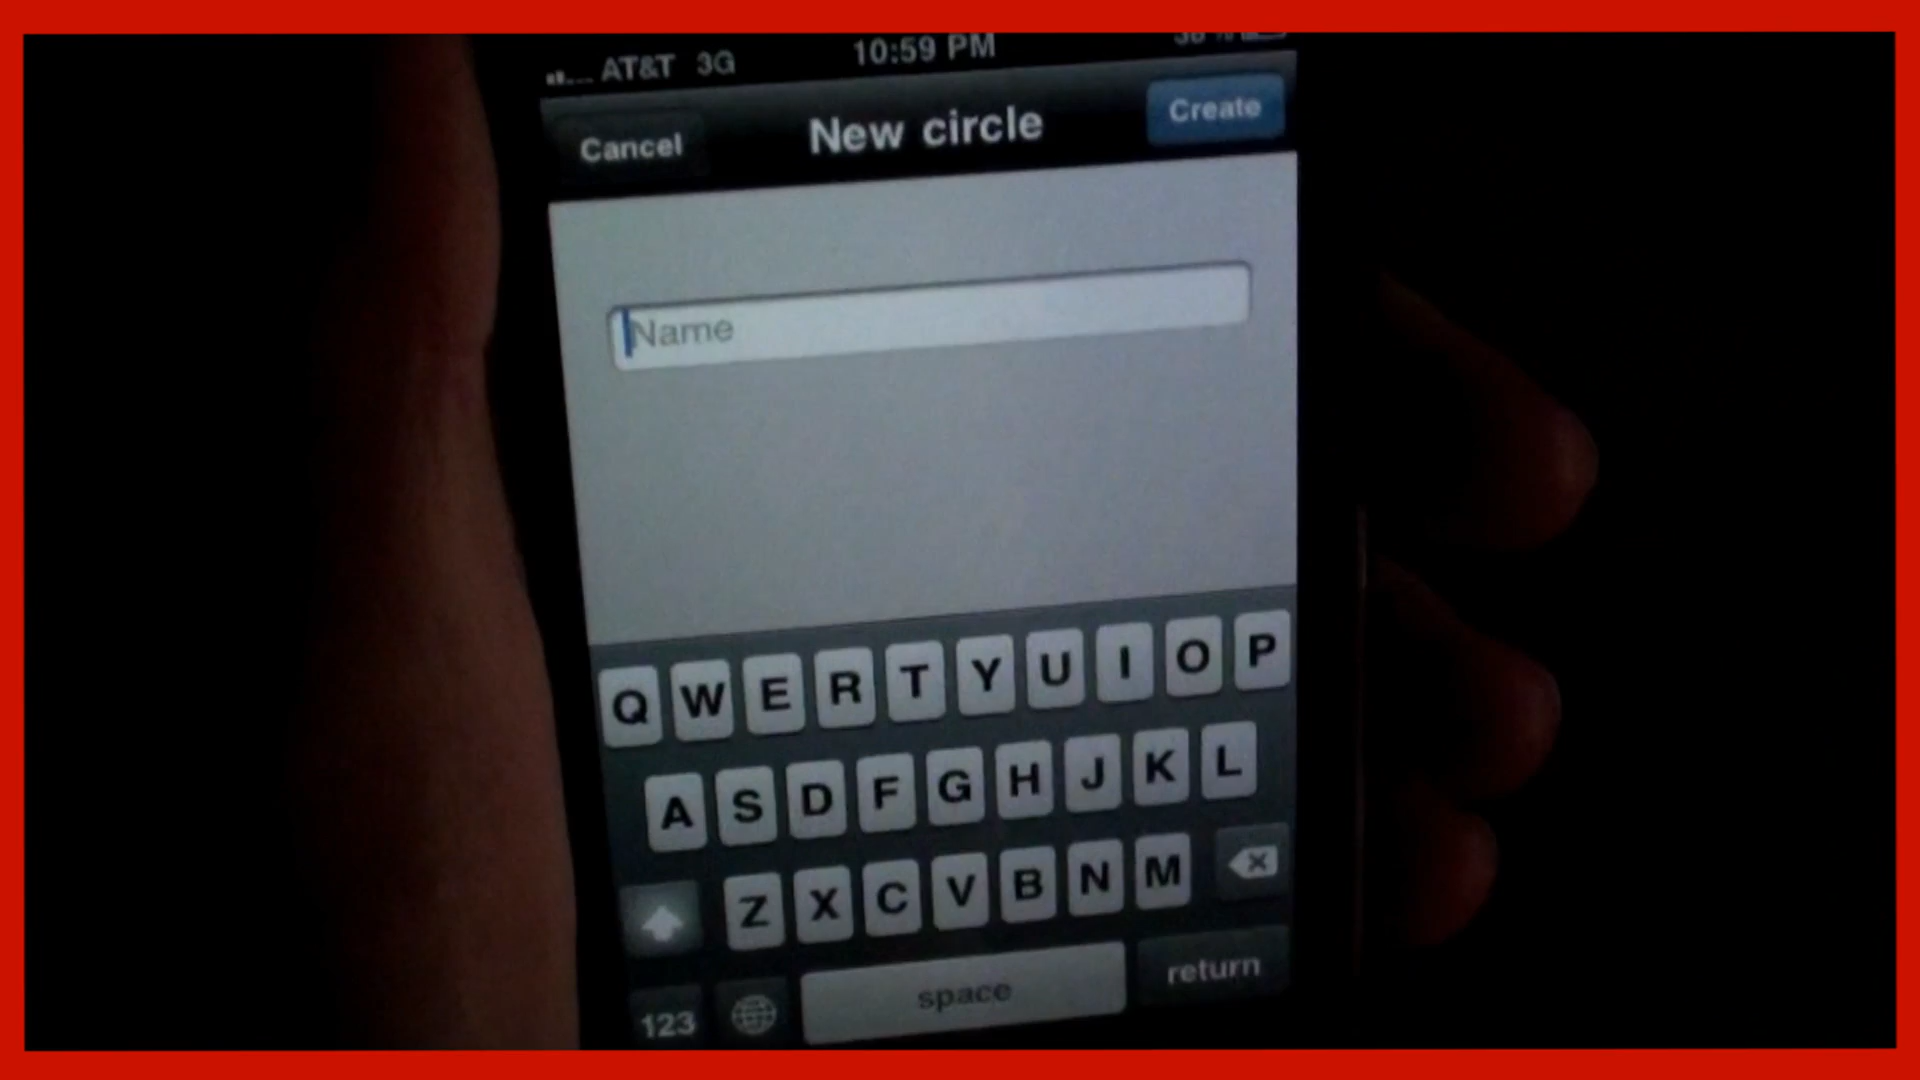 AT&T 3G 10:59 PM
Cancel New circle Create
Name
Q W E R T Y U I O P
A S D F G H J K L
Z X C V B N M
123 space return